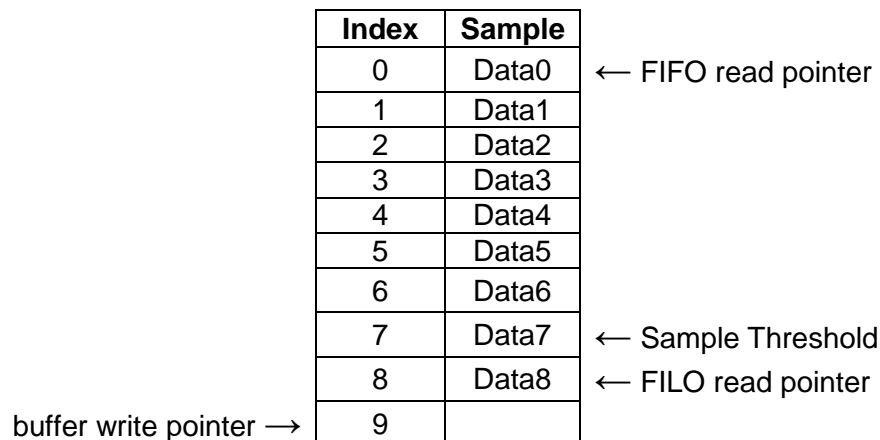 Index Sample
0 Data0 ← FIFO read pointer
1 Data1
2 Data2
3 Data3
4 Data4
5 Data5
6 Data6
7 Data7 ← Sample Threshold
8 Data8 ← FILO read pointer
buffer write pointer → 9